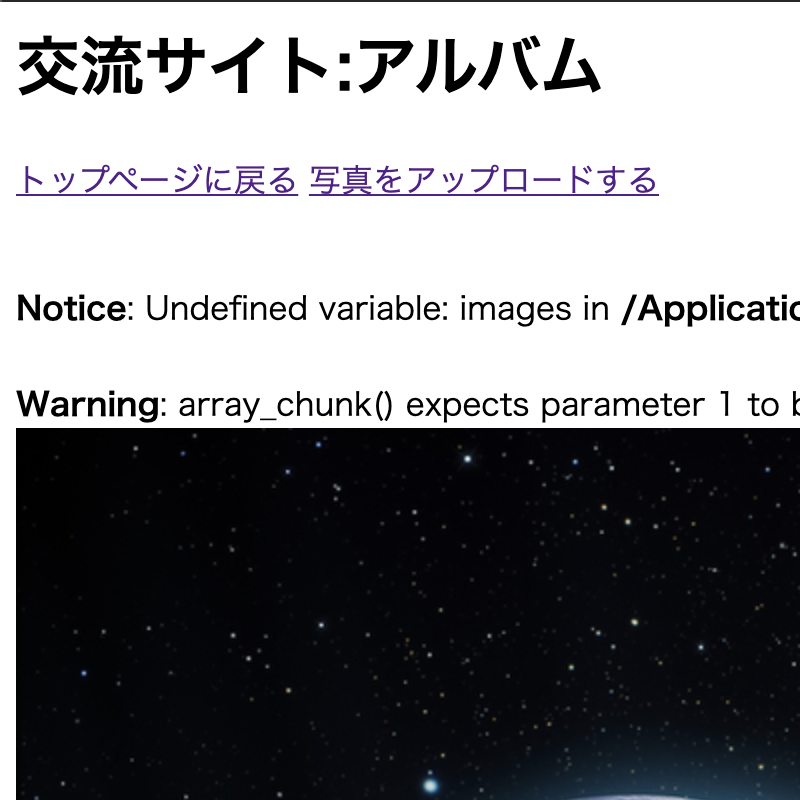 交流サイト:アルバム
トップページに戻る 写真をアップロードする
Notice: Undefined variable: images in /Applicatio
Warning: array_chunk() expects parameter 1 to b